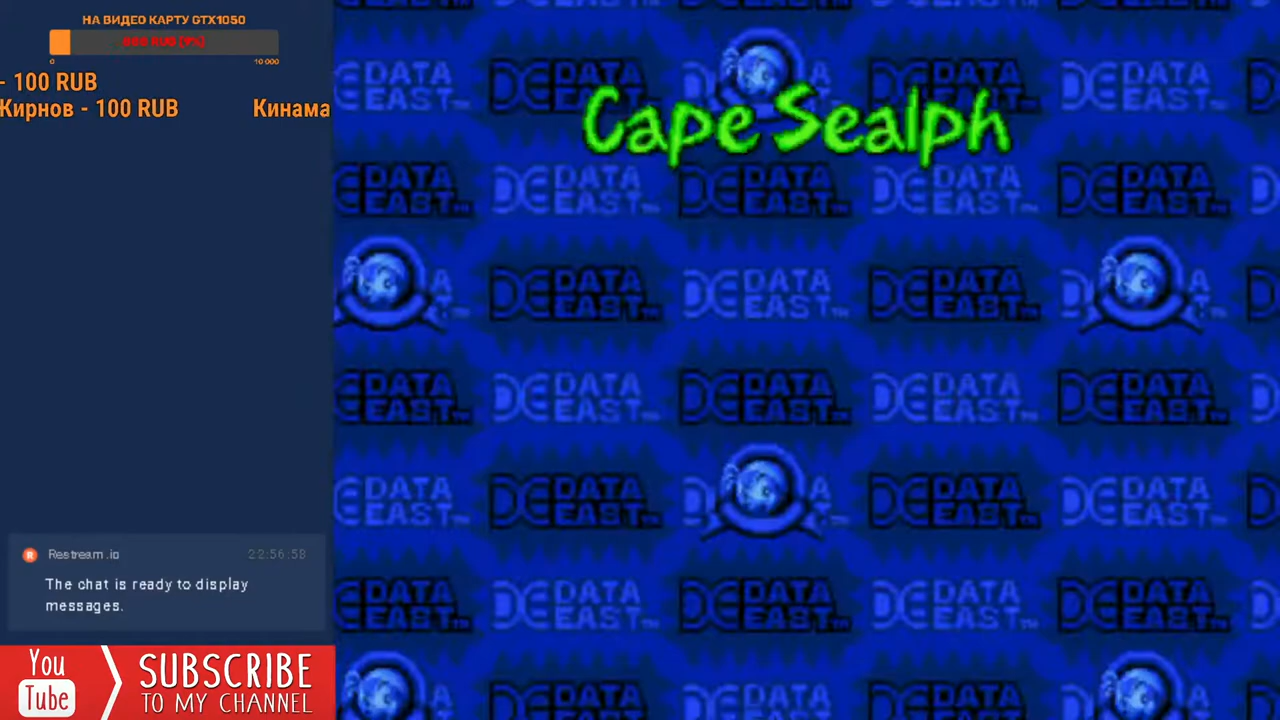 НА ВИДЕО КАРТУ GTX1050
0
10 000
- 100 RUB
Кирнов - 100 RUB Кинама
Cape Sealph
DATA EAST
Restream.io 22:56:58
The chat is ready to display
messages.
You
Tube
SUBSCRIBE
TO MY CHANNEL